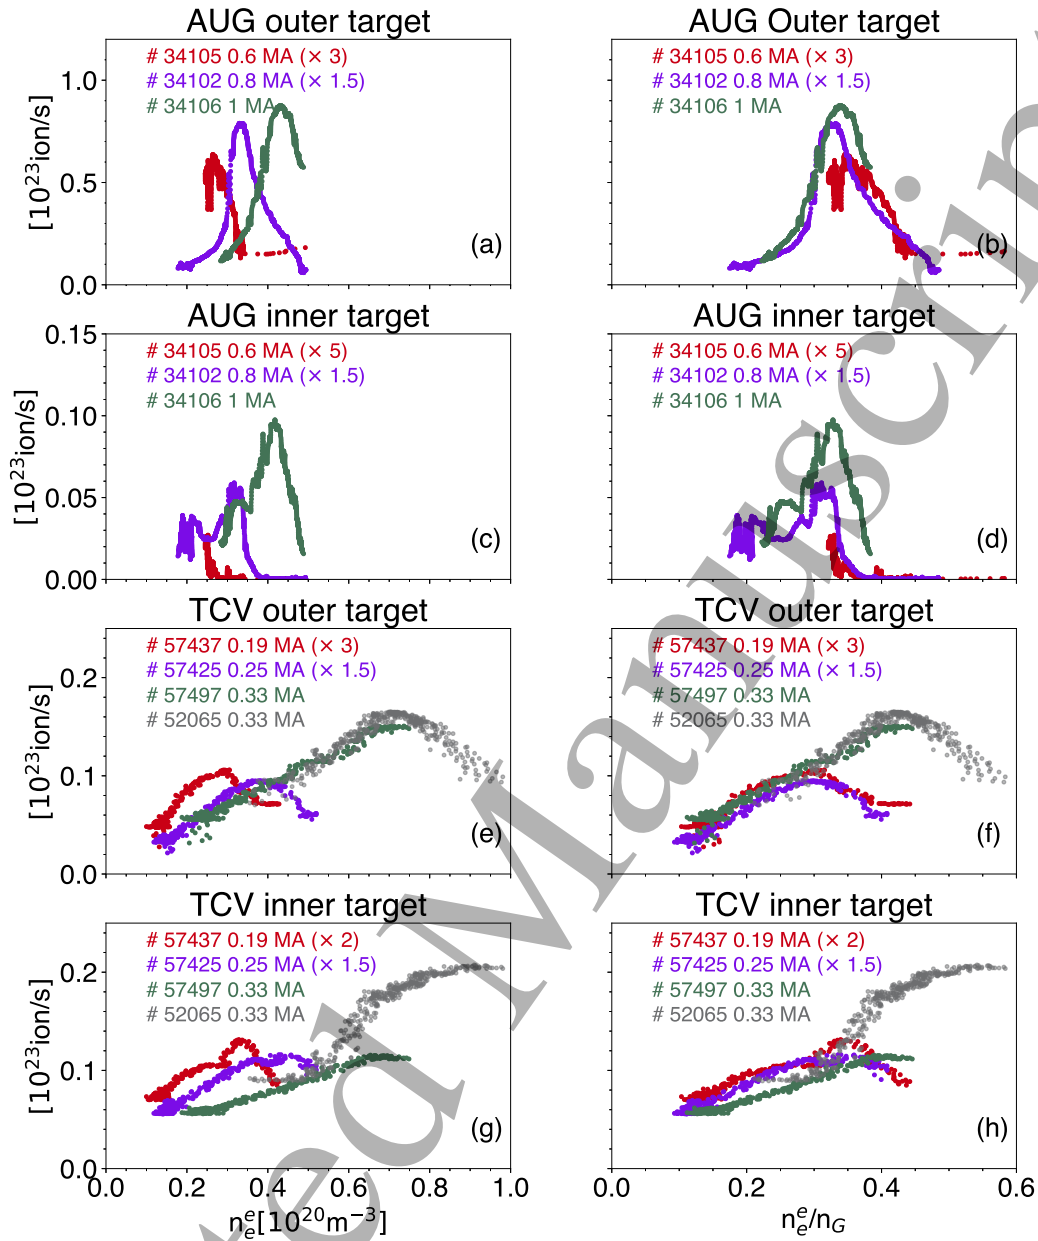 AUG outer target
# 34105 0.6 MA (× 3)
# 34102 0.8 MA (× 1.5)
# 34106 1 MA
[10²³ion/s]
1.0
0.5
0.0
(a)
AUG Outer target
# 34105 0.6 MA (× 3)
# 34102 0.8 MA (× 1.5)
# 34106 1 MA
(b)
AUG inner target
# 34105 0.6 MA (× 5)
# 34102 0.8 MA (× 1.5)
# 34106 1 MA
[10²³ion/s]
0.15
0.10
0.05
0.00
(c)
AUG inner target
# 34105 0.6 MA (× 5)
# 34102 0.8 MA (× 1.5)
# 34106 1 MA
(d)
TCV outer target
# 57437 0.19 MA (× 3)
# 57425 0.25 MA (× 1.5)
# 57497 0.33 MA
# 52065 0.33 MA
[10²³ion/s]
0.2
0.1
0.0
(e)
TCV outer target
# 57437 0.19 MA (× 3)
# 57425 0.25 MA (× 1.5)
# 57497 0.33 MA
# 52065 0.33 MA
(f)
TCV inner target
# 57437 0.19 MA (× 2)
# 57425 0.25 MA (× 1.5)
# 57497 0.33 MA
# 52065 0.33 MA
[10²³ion/s]
0.2
0.1
0.0
(g)
0.0 0.2 0.4 0.6 0.8 1.0
nₑᵉ[10²⁰m⁻³]
TCV inner target
# 57437 0.19 MA (× 2)
# 57425 0.25 MA (× 1.5)
# 57497 0.33 MA
# 52065 0.33 MA
(h)
0.0 0.2 0.4 0.6
nₑᵉ/n_G
ted Manuscrip